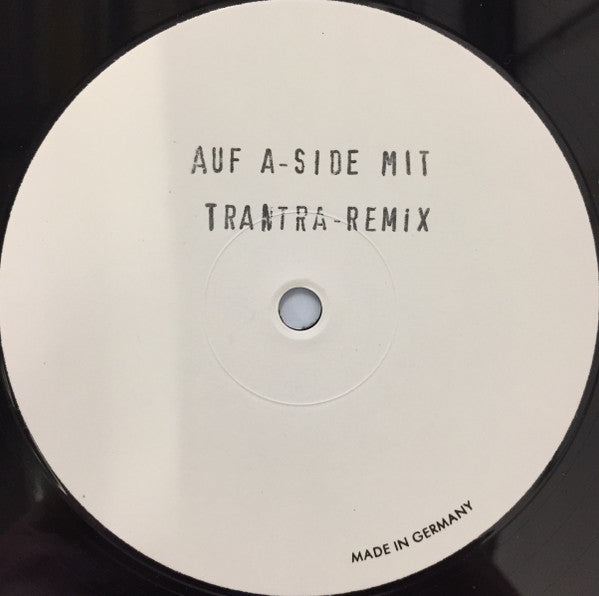 AUF A-SIDE MIT
TRANTRA-REMiX
MADE IN GERMANY